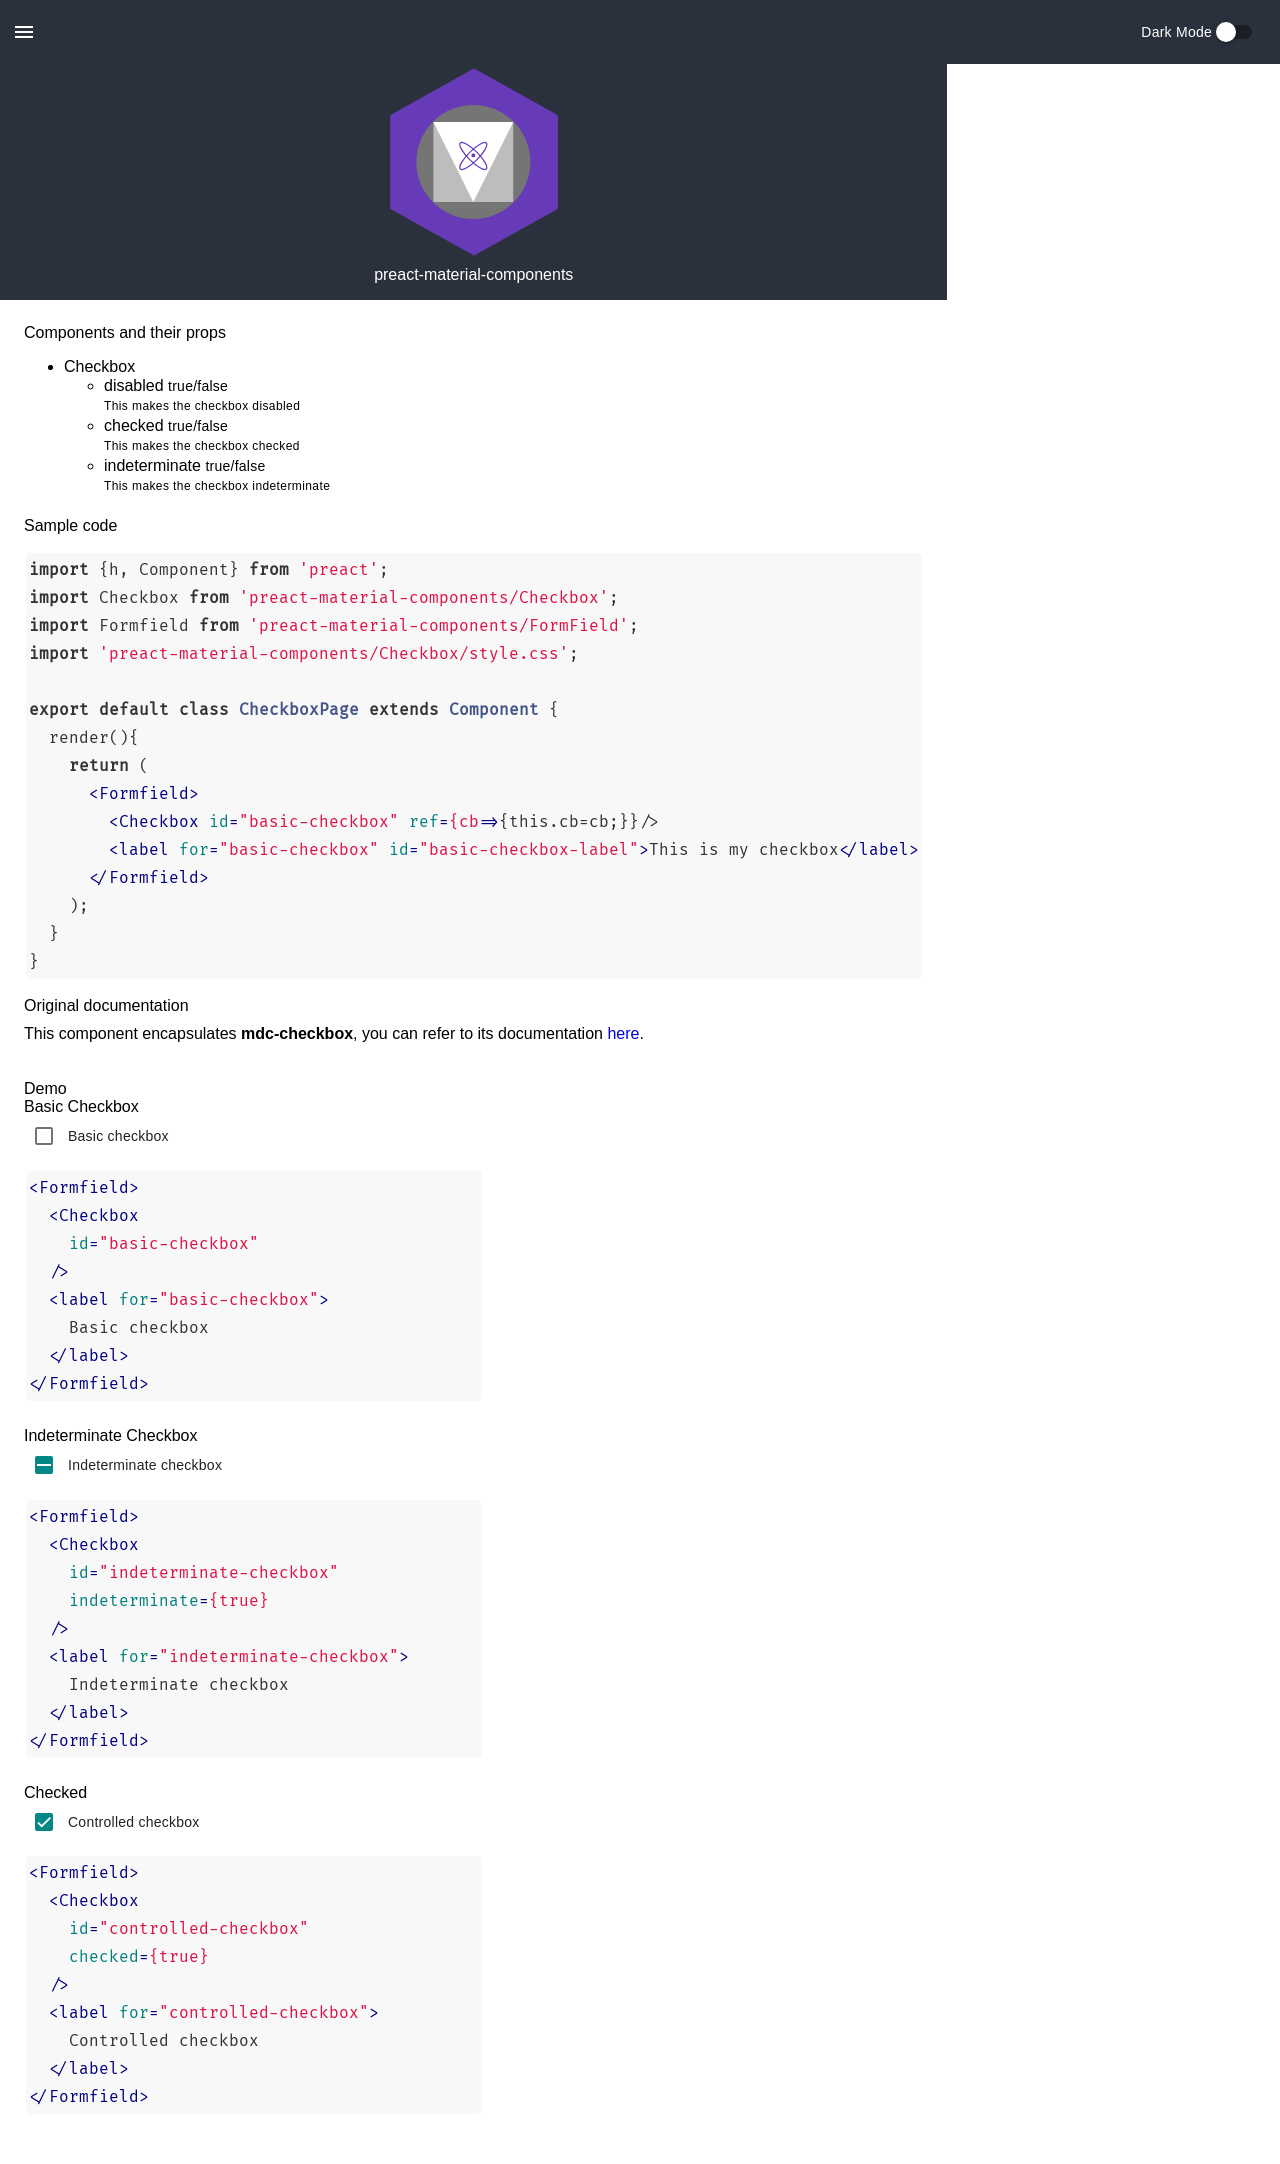 Dark Mode
preact-material-components
Components and their props
Checkbox
disabled true/false
This makes the checkbox disabled
checked true/false
This makes the checkbox checked
indeterminate true/false
This makes the checkbox indeterminate
Sample code
import {h, Component} from 'preact';
import Checkbox from 'preact-material-components/Checkbox';
import Formfield from 'preact-material-components/FormField';
import 'preact-material-components/Checkbox/style.css';
export default class CheckboxPage extends Component {
render(){
return (
<Formfield>
<Checkbox id="basic-checkbox" ref={cb=>{this.cb=cb;}}/>
<label for="basic-checkbox" id="basic-checkbox-label">This is my checkbox</label>
</Formfield>
);
}
}
Original documentation
This component encapsulates mdc-checkbox, you can refer to its documentation here.
Demo
Basic Checkbox
Basic checkbox
<Formfield>
<Checkbox
id="basic-checkbox"
/>
<label for="basic-checkbox">
Basic checkbox
</label>
</Formfield>
Indeterminate Checkbox
Indeterminate checkbox
<Formfield>
<Checkbox
id="indeterminate-checkbox"
indeterminate={true}
/>
<label for="indeterminate-checkbox">
Indeterminate checkbox
</label>
</Formfield>
Checked
Controlled checkbox
<Formfield>
<Checkbox
id="controlled-checkbox"
checked={true}
/>
<label for="controlled-checkbox">
Controlled checkbox
</label>
</Formfield>